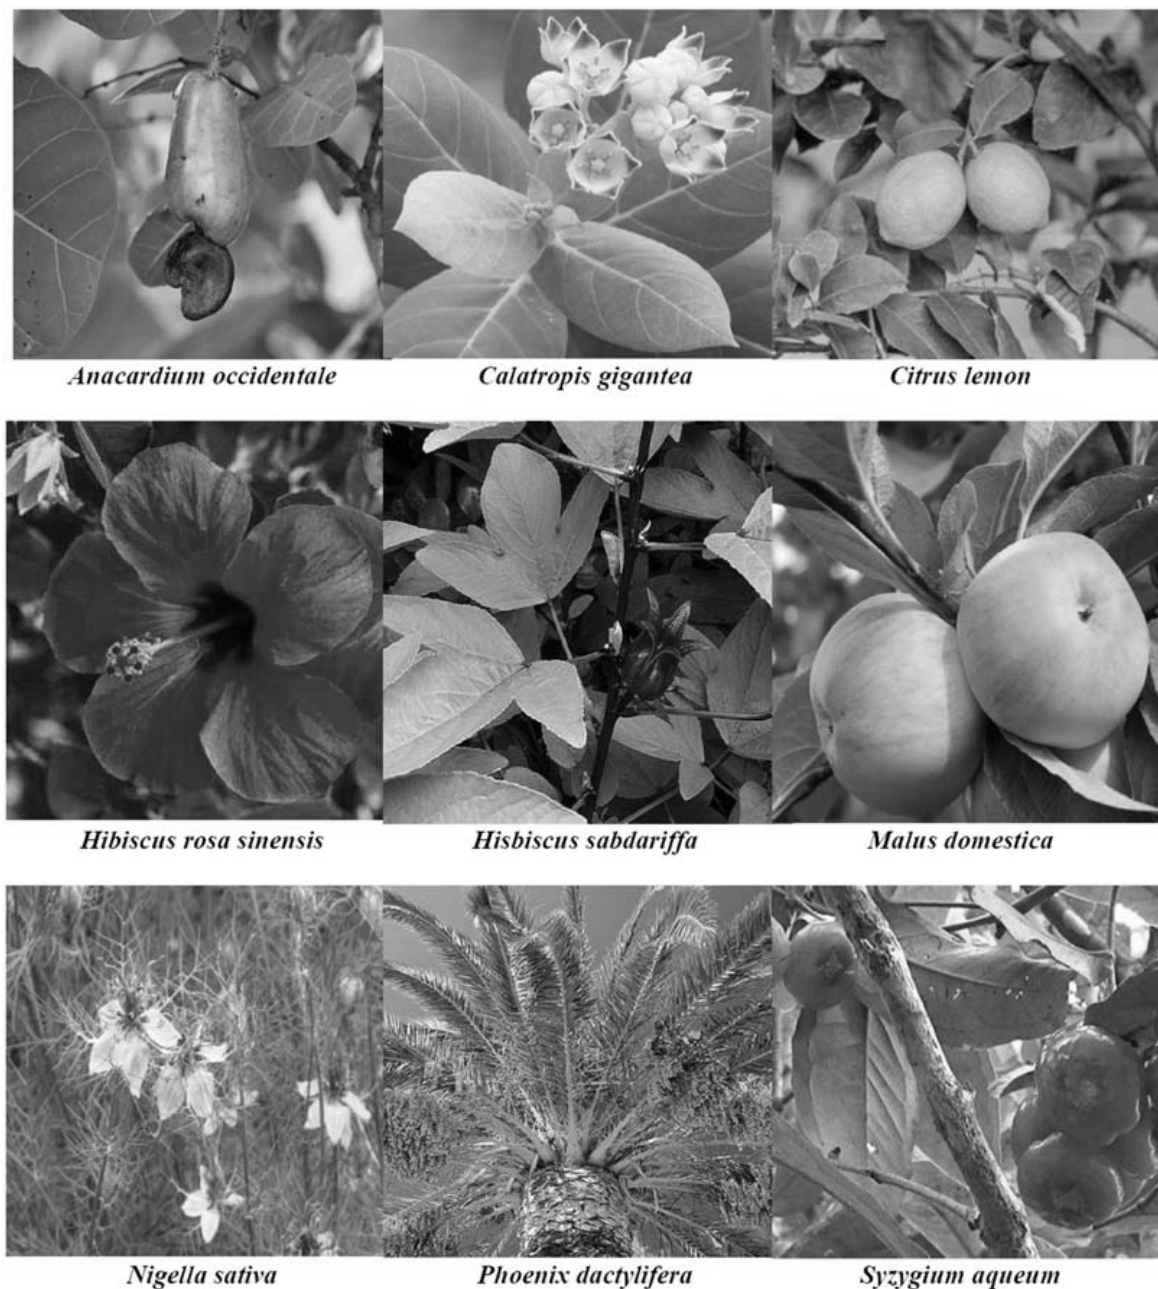 Anacardium occidentale
Calatropis gigantea
Citrus lemon
Hibiscus rosa sinensis
Hisbiscus sabdariffa
Malus domestica
Nigella sativa
Phoenix dactylifera
Syzygium aqueum